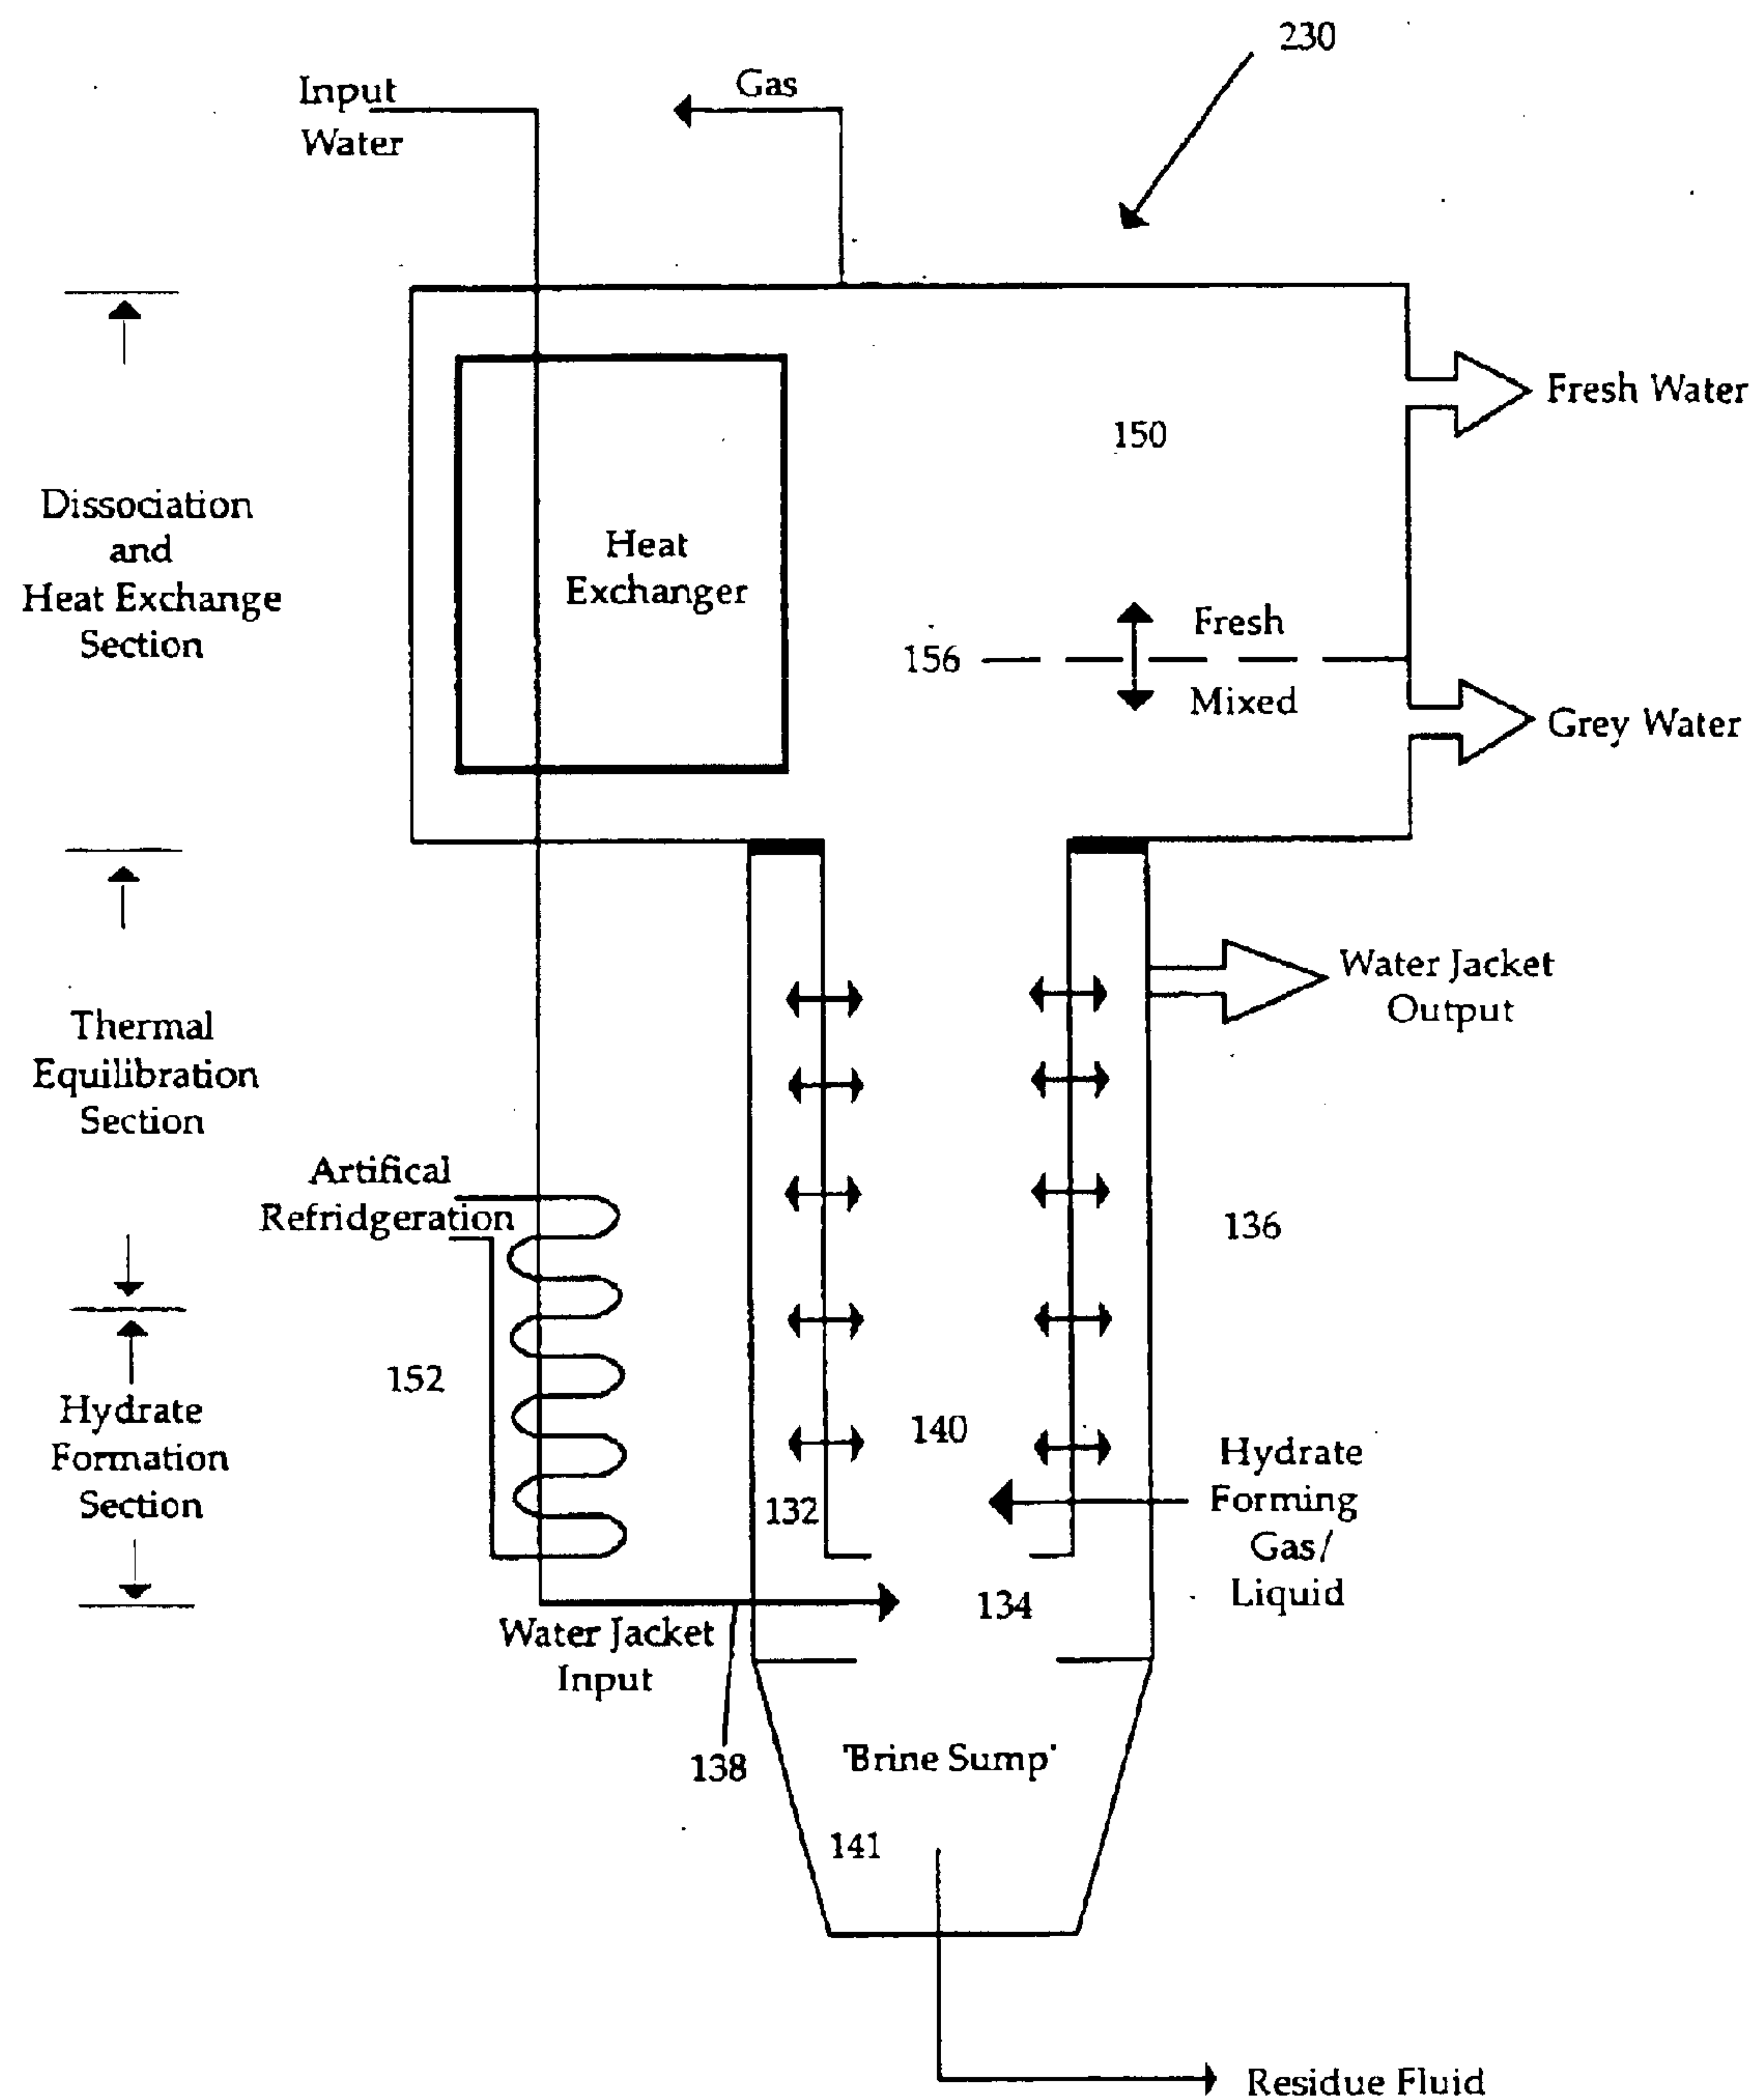 230
Input
Water
Gas
Fresh Water
150
Dissociation
and
Heat Exchange
Section
Heat
Exchanger
Fresh
156
Mixed
Grey Water
Water Jacket
Output
Thermal
Equilibration
Section
Artifical
Refridgeration
136
152
Hydrate
Formation
Section
140
132
Hydrate
Forming
Gas/
Liquid
134
Water Jacket
Input
138
'Brine Sump'
141
Residue Fluid